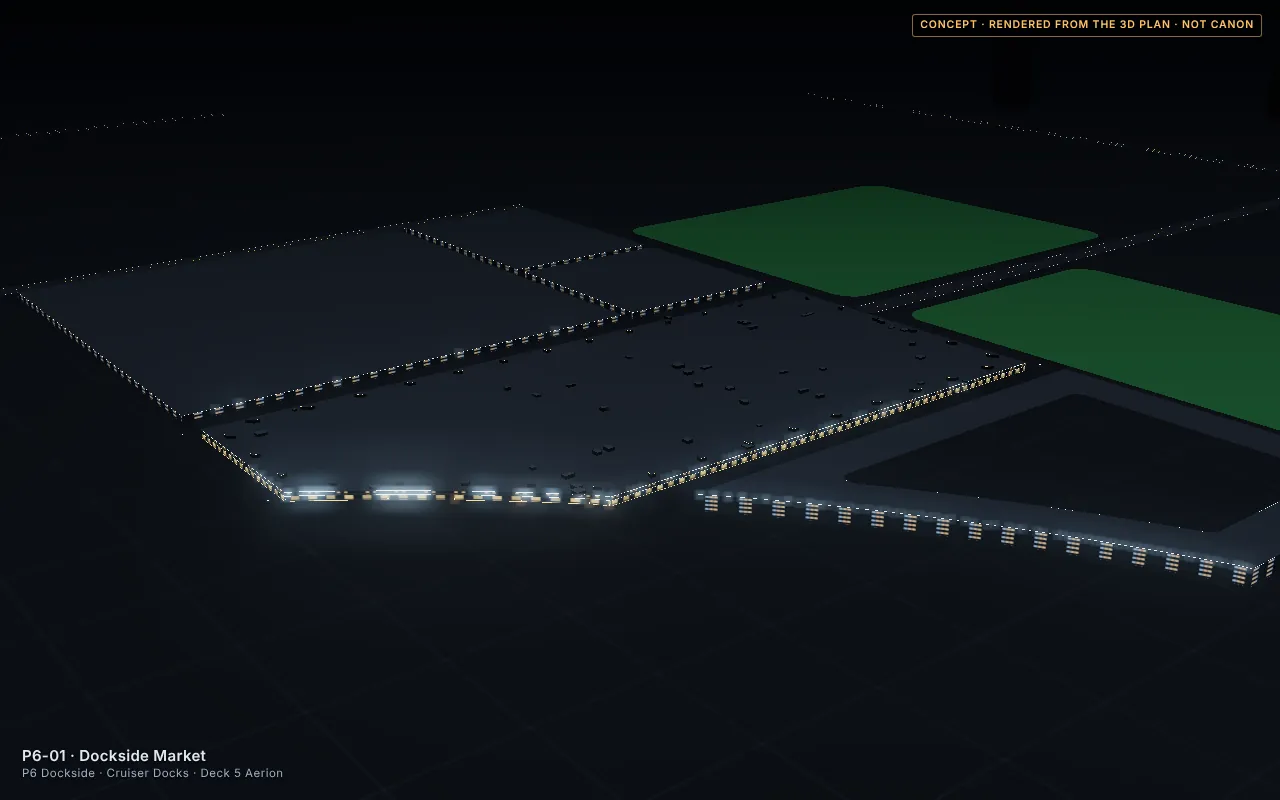 CONCEPT · RENDERED FROM THE 3D PLAN · NOT CANON
P6-01 · Dockside Market
P6 Dockside · Cruiser Docks · Deck 5 Aerion